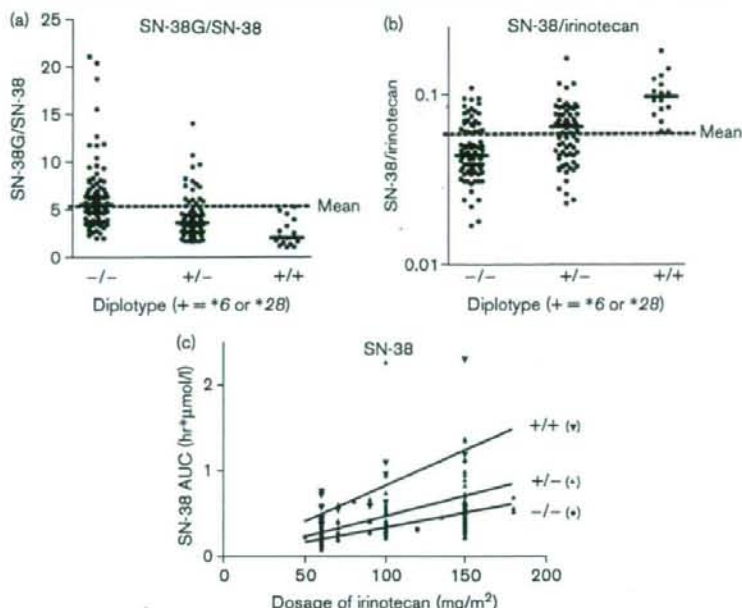 (a)
SN-38G/SN-38
SN-38G/SN-38
25
20
15
10
5
0
Mean
−/−
+/−
+/+
Diplotype (+ = *6 or *28)
(b)
SN-38/irinotecan
SN-38/irinotecan
0.1
0.01
Mean
−/−
+/−
+/+
Diplotype (+ = *6 or *28)
(c)
SN-38
SN-38 AUC (hr*μmol/l)
2
1
0
+/+ (▼)
+/− (▲)
−/− (●)
0
50
100
150
200
Dosage of irinotecan (mg/m²)